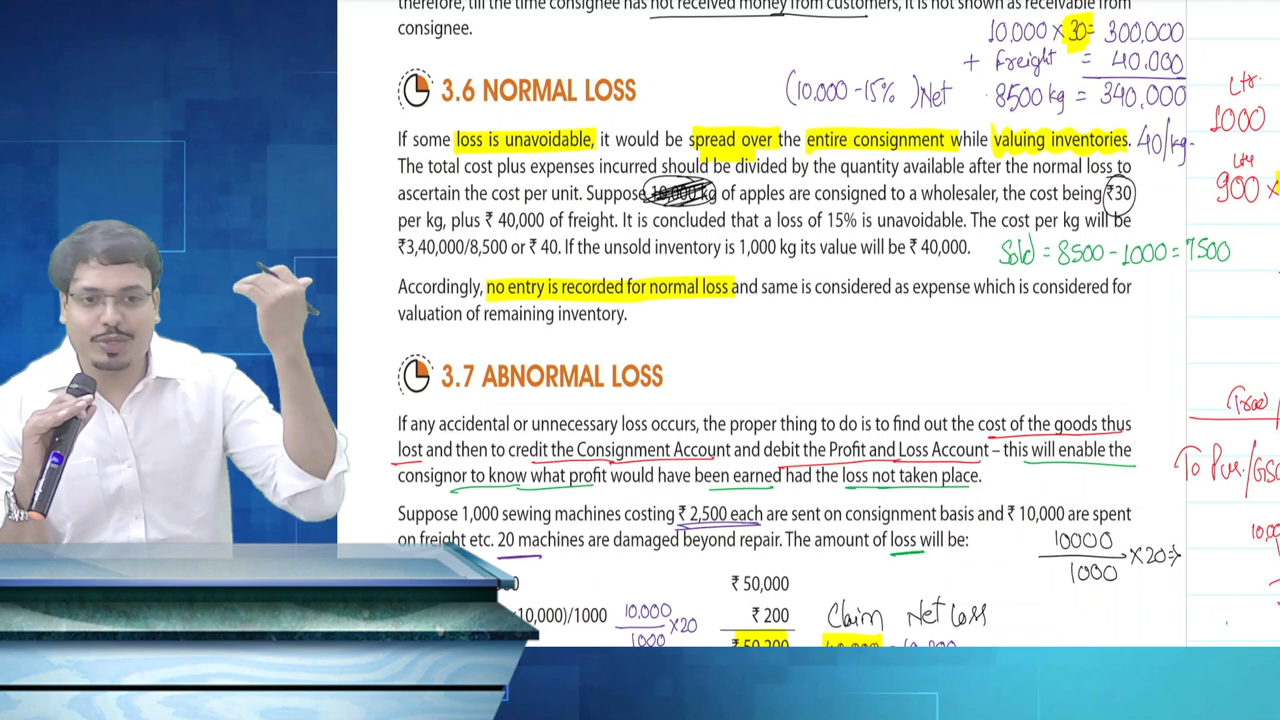 therefore, till the time consignee has not received money from customers, it is not shown as receivable from
consignee.
10,000 × 30 = 300,000
+ Freight = 40,000
(10,000 - 15%) Net 8500 kg = 340,000
3.6 NORMAL LOSS
If some loss is unavoidable, it would be spread over the entire consignment while valuing inventories. 40/kg.
The total cost plus expenses incurred should be divided by the quantity available after the normal loss to
ascertain the cost per unit. Suppose 10,000 kg of apples are consigned to a wholesaler, the cost being ₹30
per kg, plus ₹ 40,000 of freight. It is concluded that a loss of 15% is unavoidable. The cost per kg will be
₹3,40,000/8,500 or ₹ 40. If the unsold inventory is 1,000 kg its value will be ₹ 40,000.
Sold = 8500 - 1000 = 7500
Accordingly, no entry is recorded for normal loss and same is considered as expense which is considered for
valuation of remaining inventory.
3.7 ABNORMAL LOSS
If any accidental or unnecessary loss occurs, the proper thing to do is to find out the cost of the goods thus
lost and then to credit the Consignment Account and debit the Profit and Loss Account – this will enable the
consignor to know what profit would have been earned had the loss not taken place.
Suppose 1,000 sewing machines costing ₹ 2,500 each are sent on consignment basis and ₹ 10,000 are spent
on freight etc. 20 machines are damaged beyond repair. The amount of loss will be:
10000
1000 × 20 ⇒
₹ 50,000
10,000)/1000 10,000 × 20 ₹ 200 Claim Net Loss
1000 ₹ 50,200
Ltr.
1000
Ltr
900 ×
To Pur./